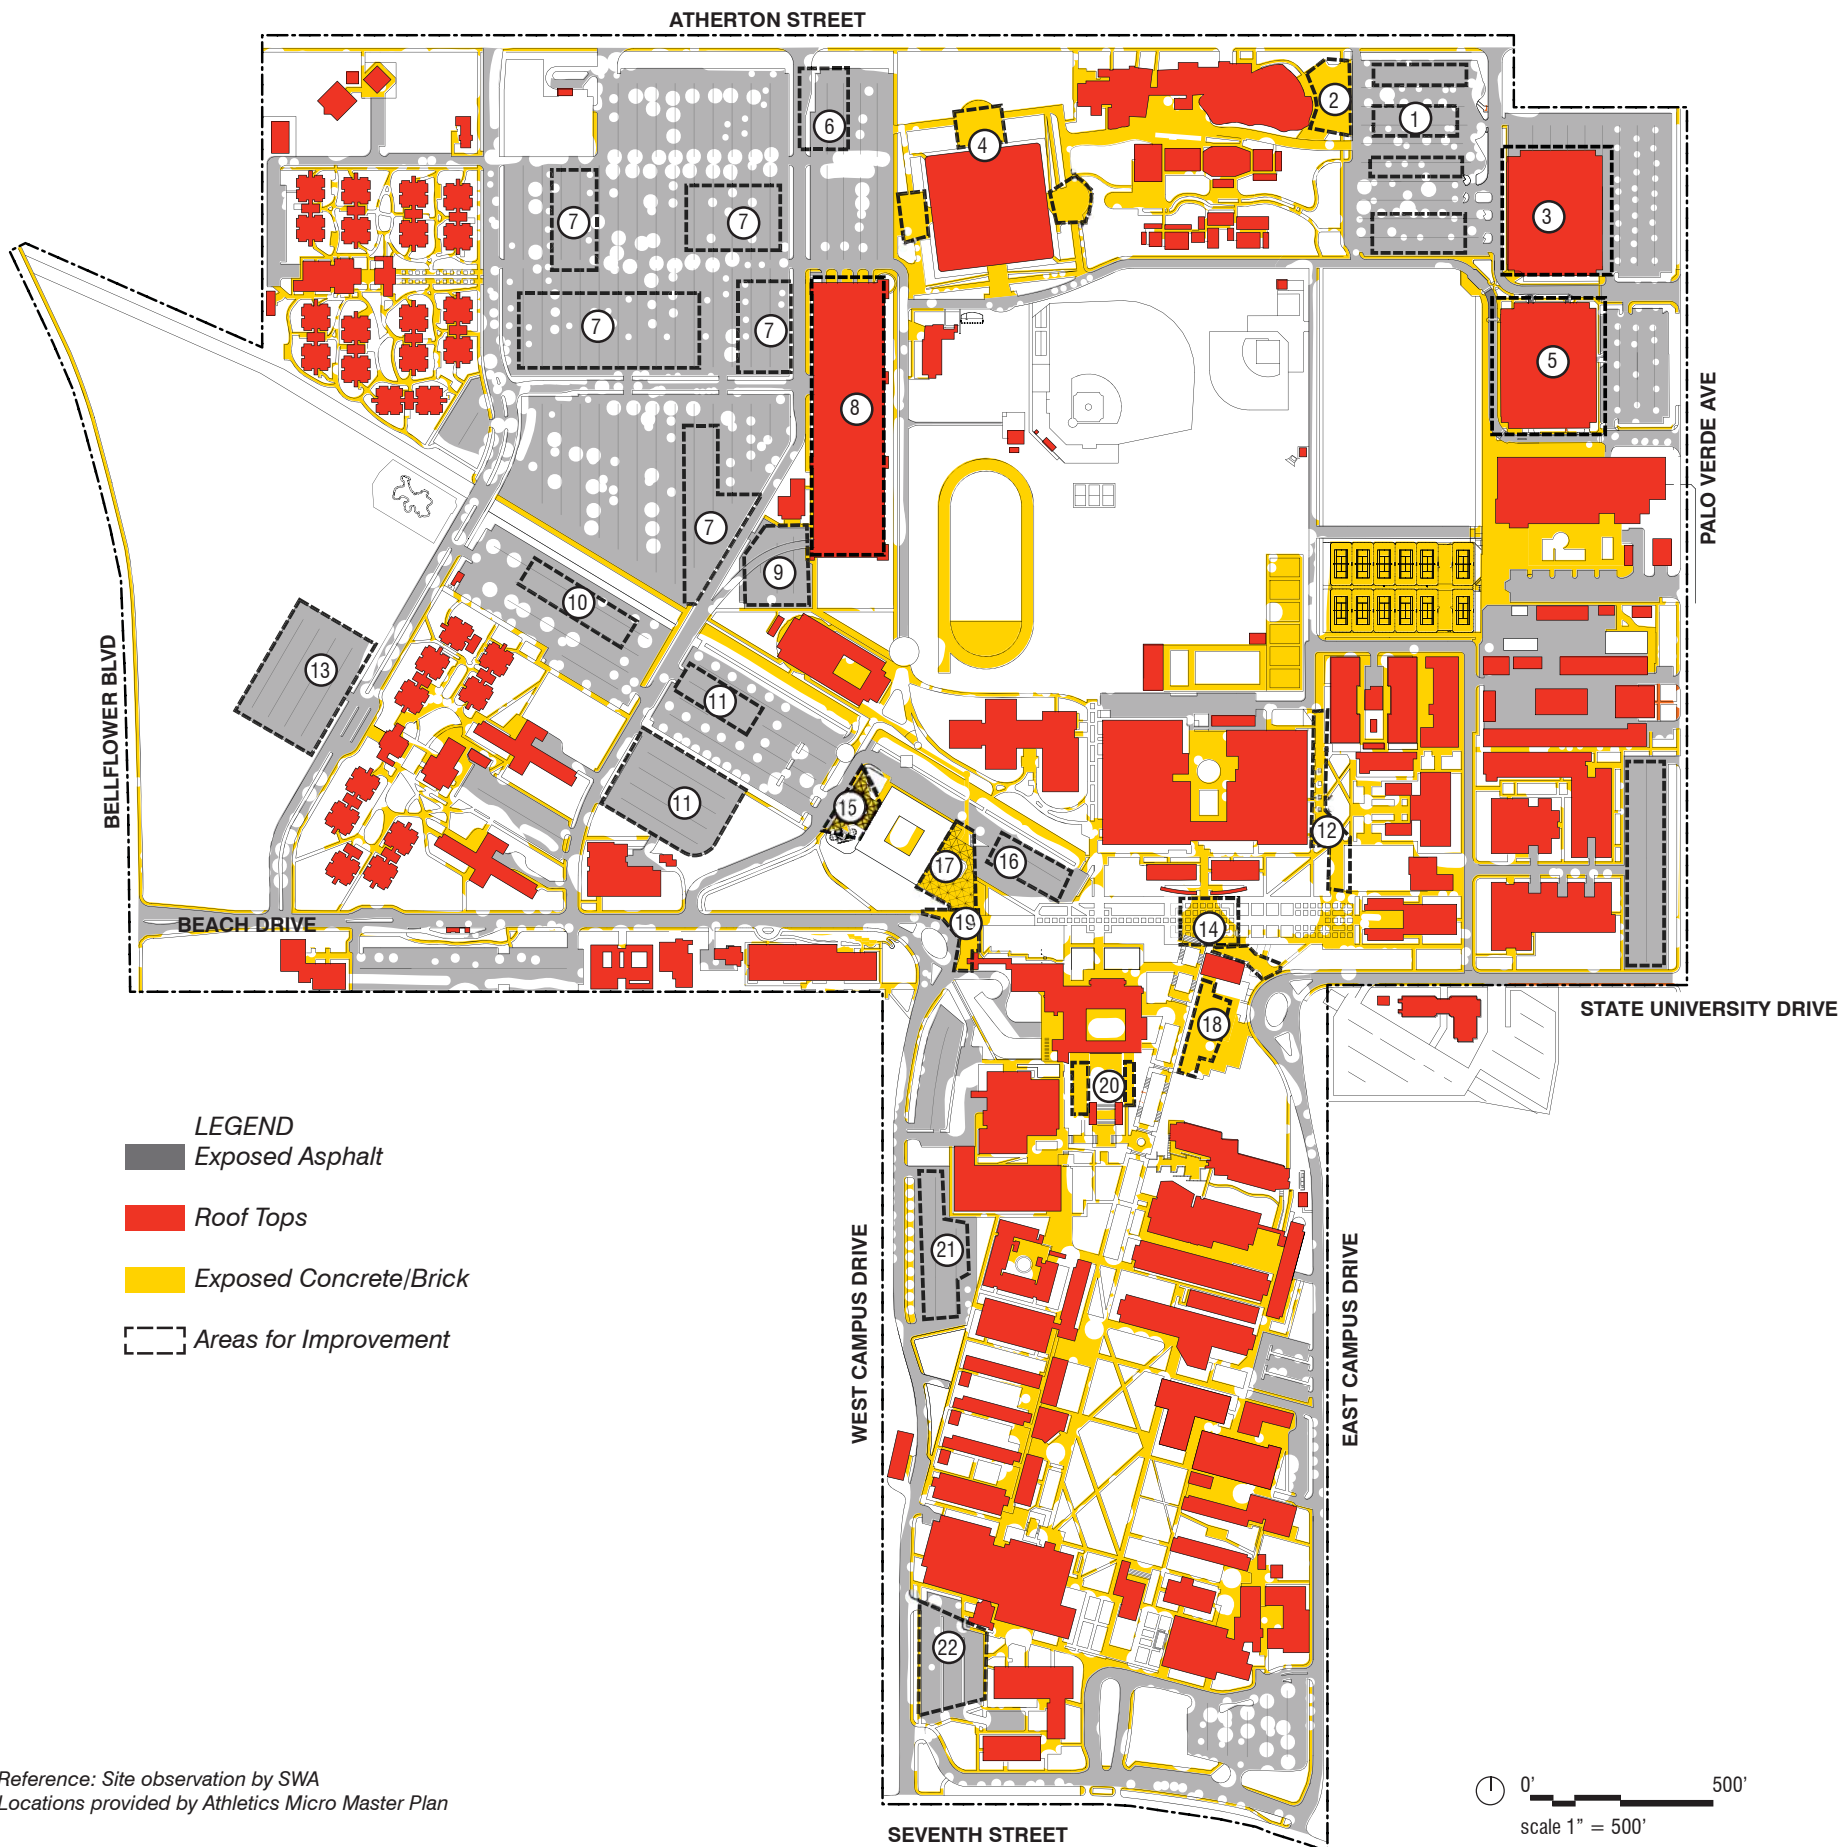 ATHERTON STREET
2
1
6
4
3
7
7
7
7
5
8
PALO VERDE AVE
7
9
10
13
11
BELLFLOWER BLVD
11
15
12
17
16
19
14
BEACH DRIVE
STATE UNIVERSITY DRIVE
18
20
LEGEND
Exposed Asphalt
Roof Tops
Exposed Concrete/Brick
Areas for Improvement
21
WEST CAMPUS DRIVE
EAST CAMPUS DRIVE
22
Reference: Site observation by SWA
Locations provided by Athletics Micro Master Plan
0' 500'
scale 1” = 500'
SEVENTH STREET